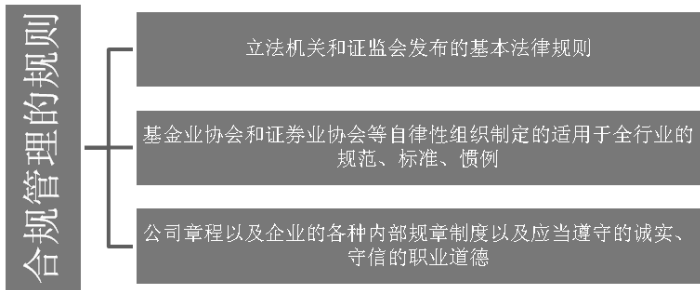 合规管理的规则
立法机关和证监会发布的基本法律规则
基金业协会和证券业协会等自律性组织制定的适用于全行业的
规范、标准、惯例
公司章程以及企业的各种内部规章制度以及应当遵守的诚实、
守信的职业道德